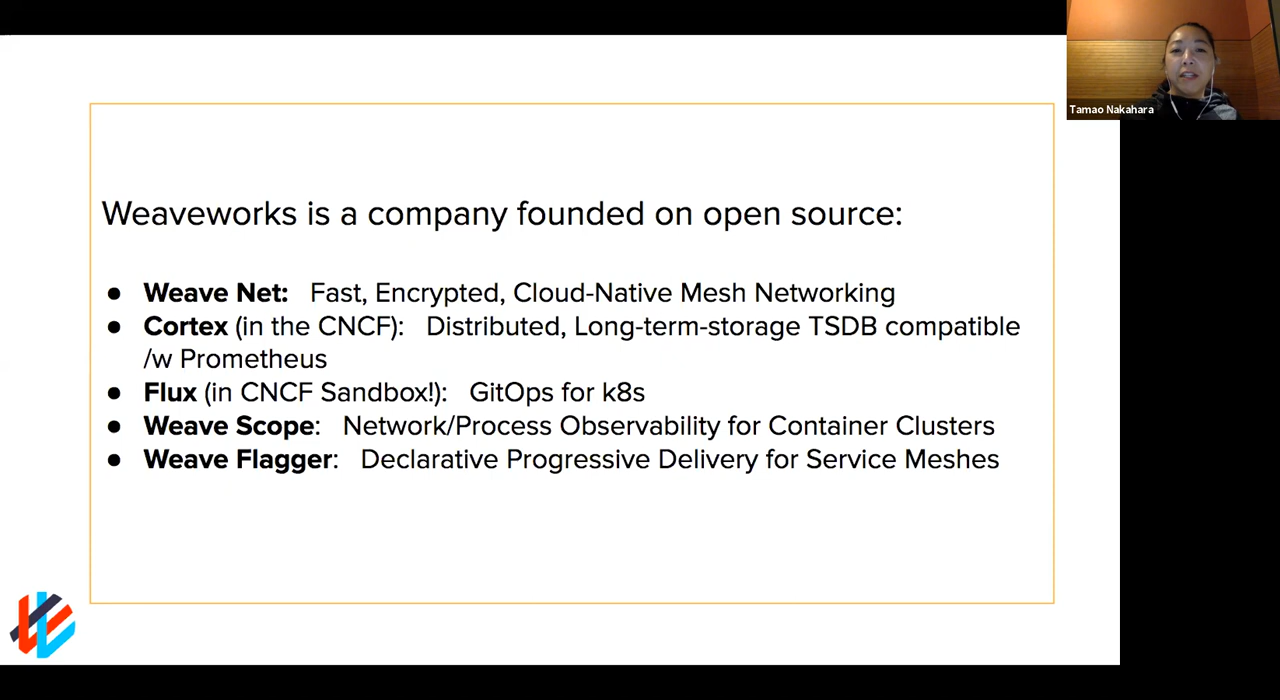 Tamao Nakahara
Weaveworks is a company founded on open source:
● Weave Net: Fast, Encrypted, Cloud-Native Mesh Networking
● Cortex (in the CNCF): Distributed, Long-term-storage TSDB compatible
/w Prometheus
● Flux (in CNCF Sandbox!): GitOps for k8s
● Weave Scope: Network/Process Observability for Container Clusters
● Weave Flagger: Declarative Progressive Delivery for Service Meshes